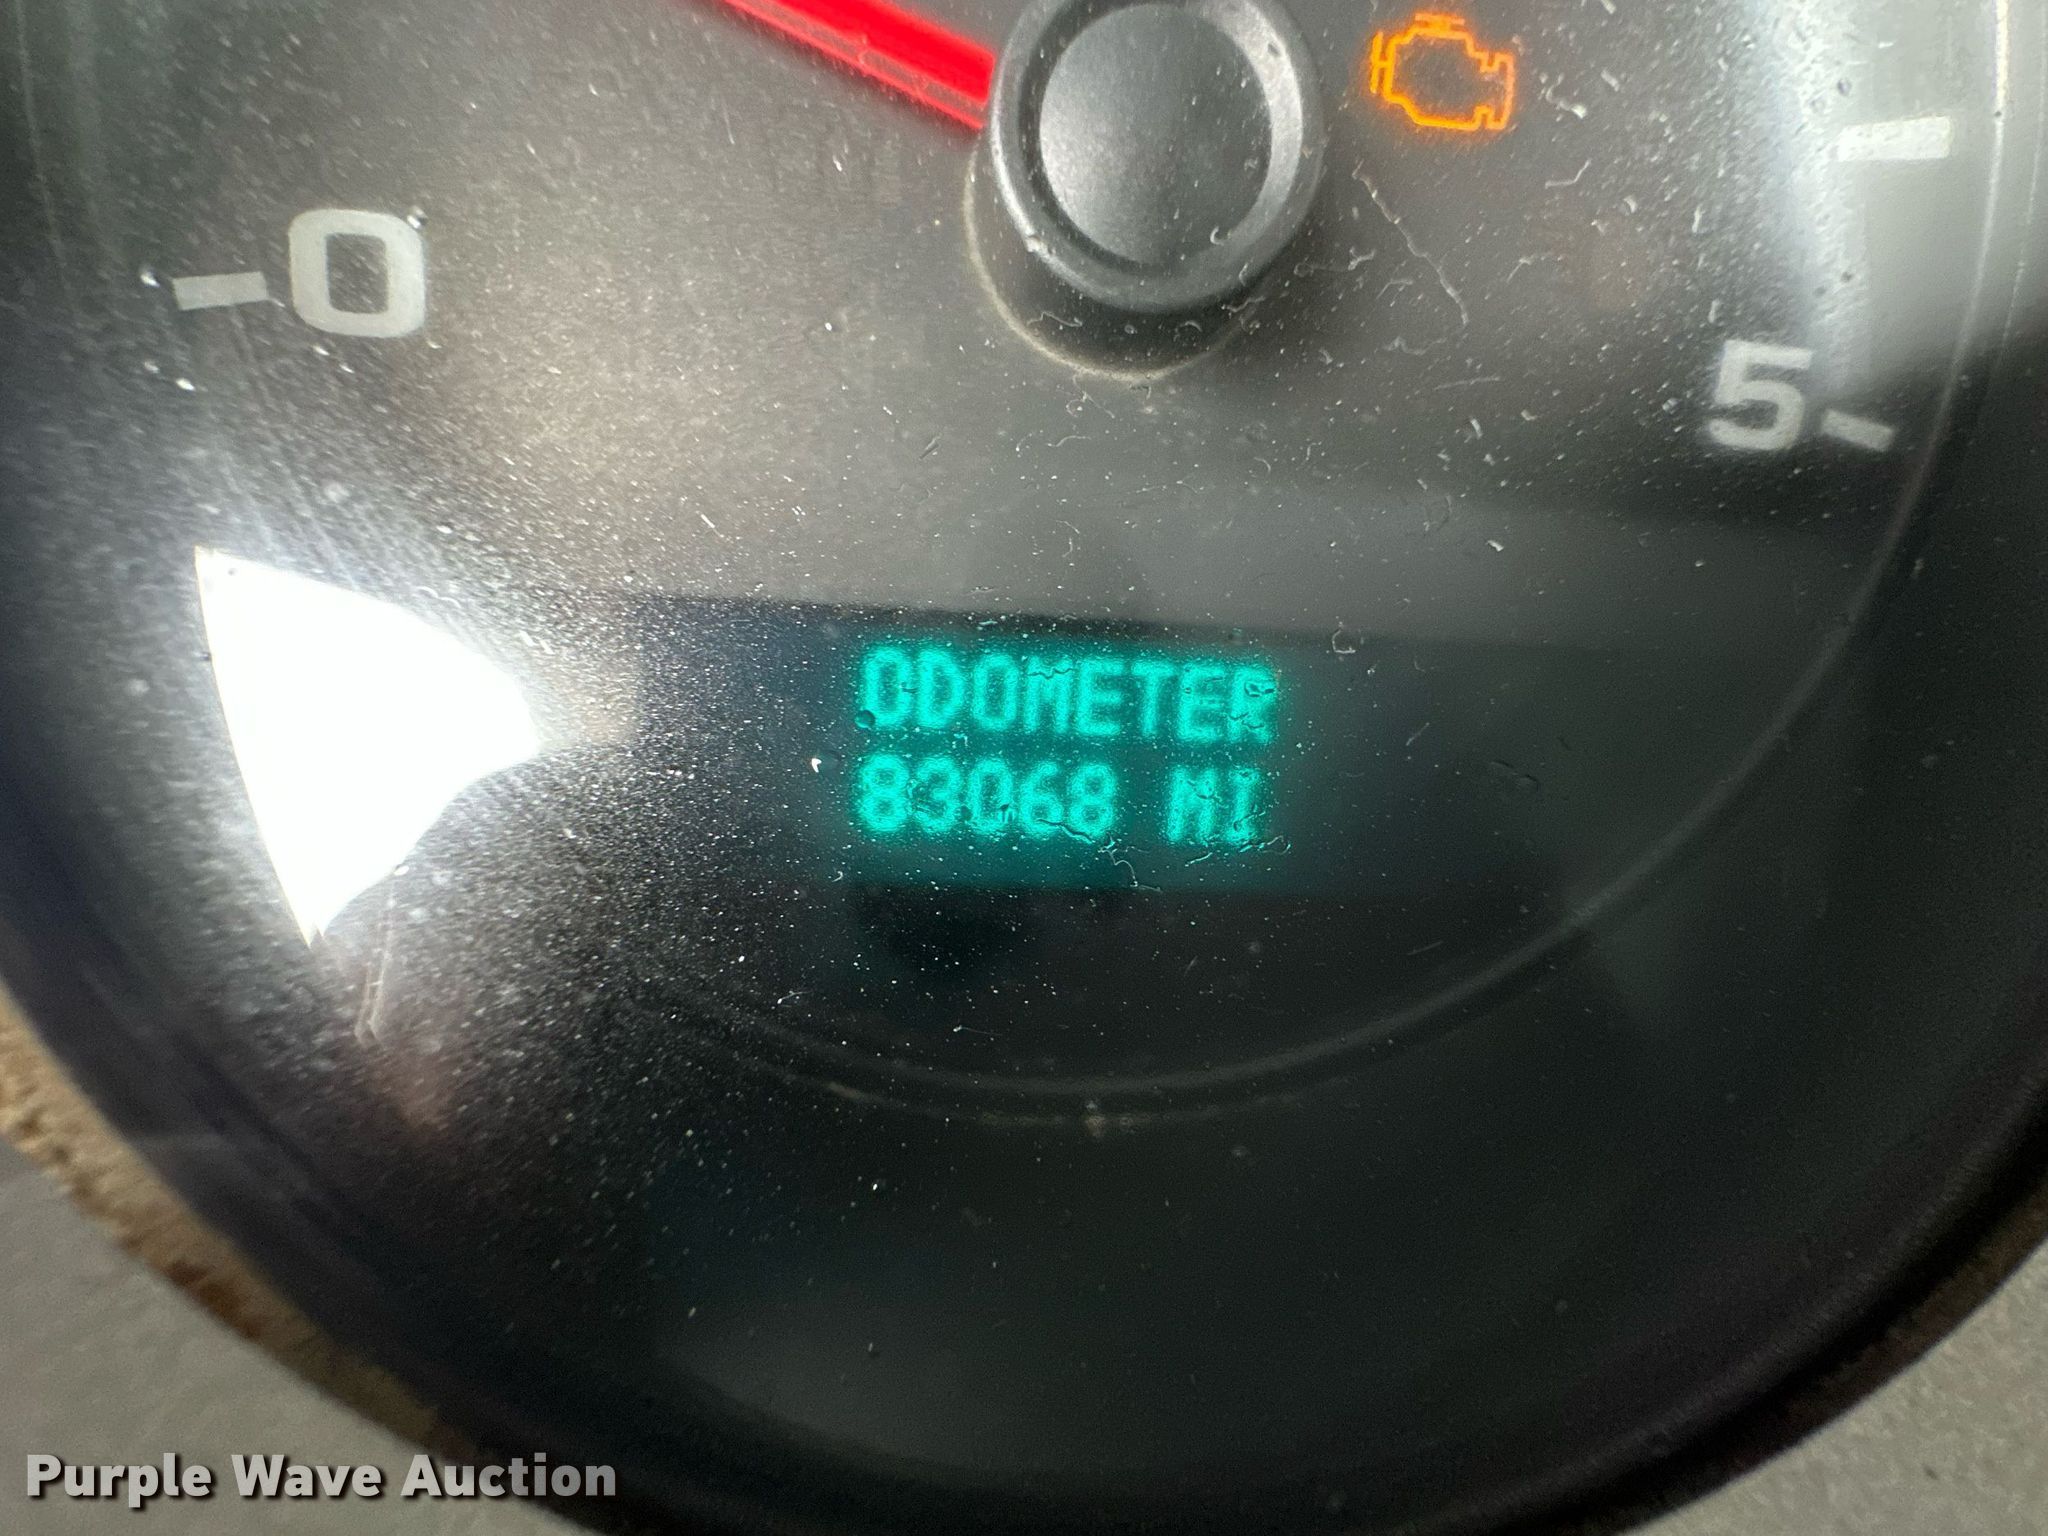 0
5
ODOMETER
83068 MI
Purple Wave Auction